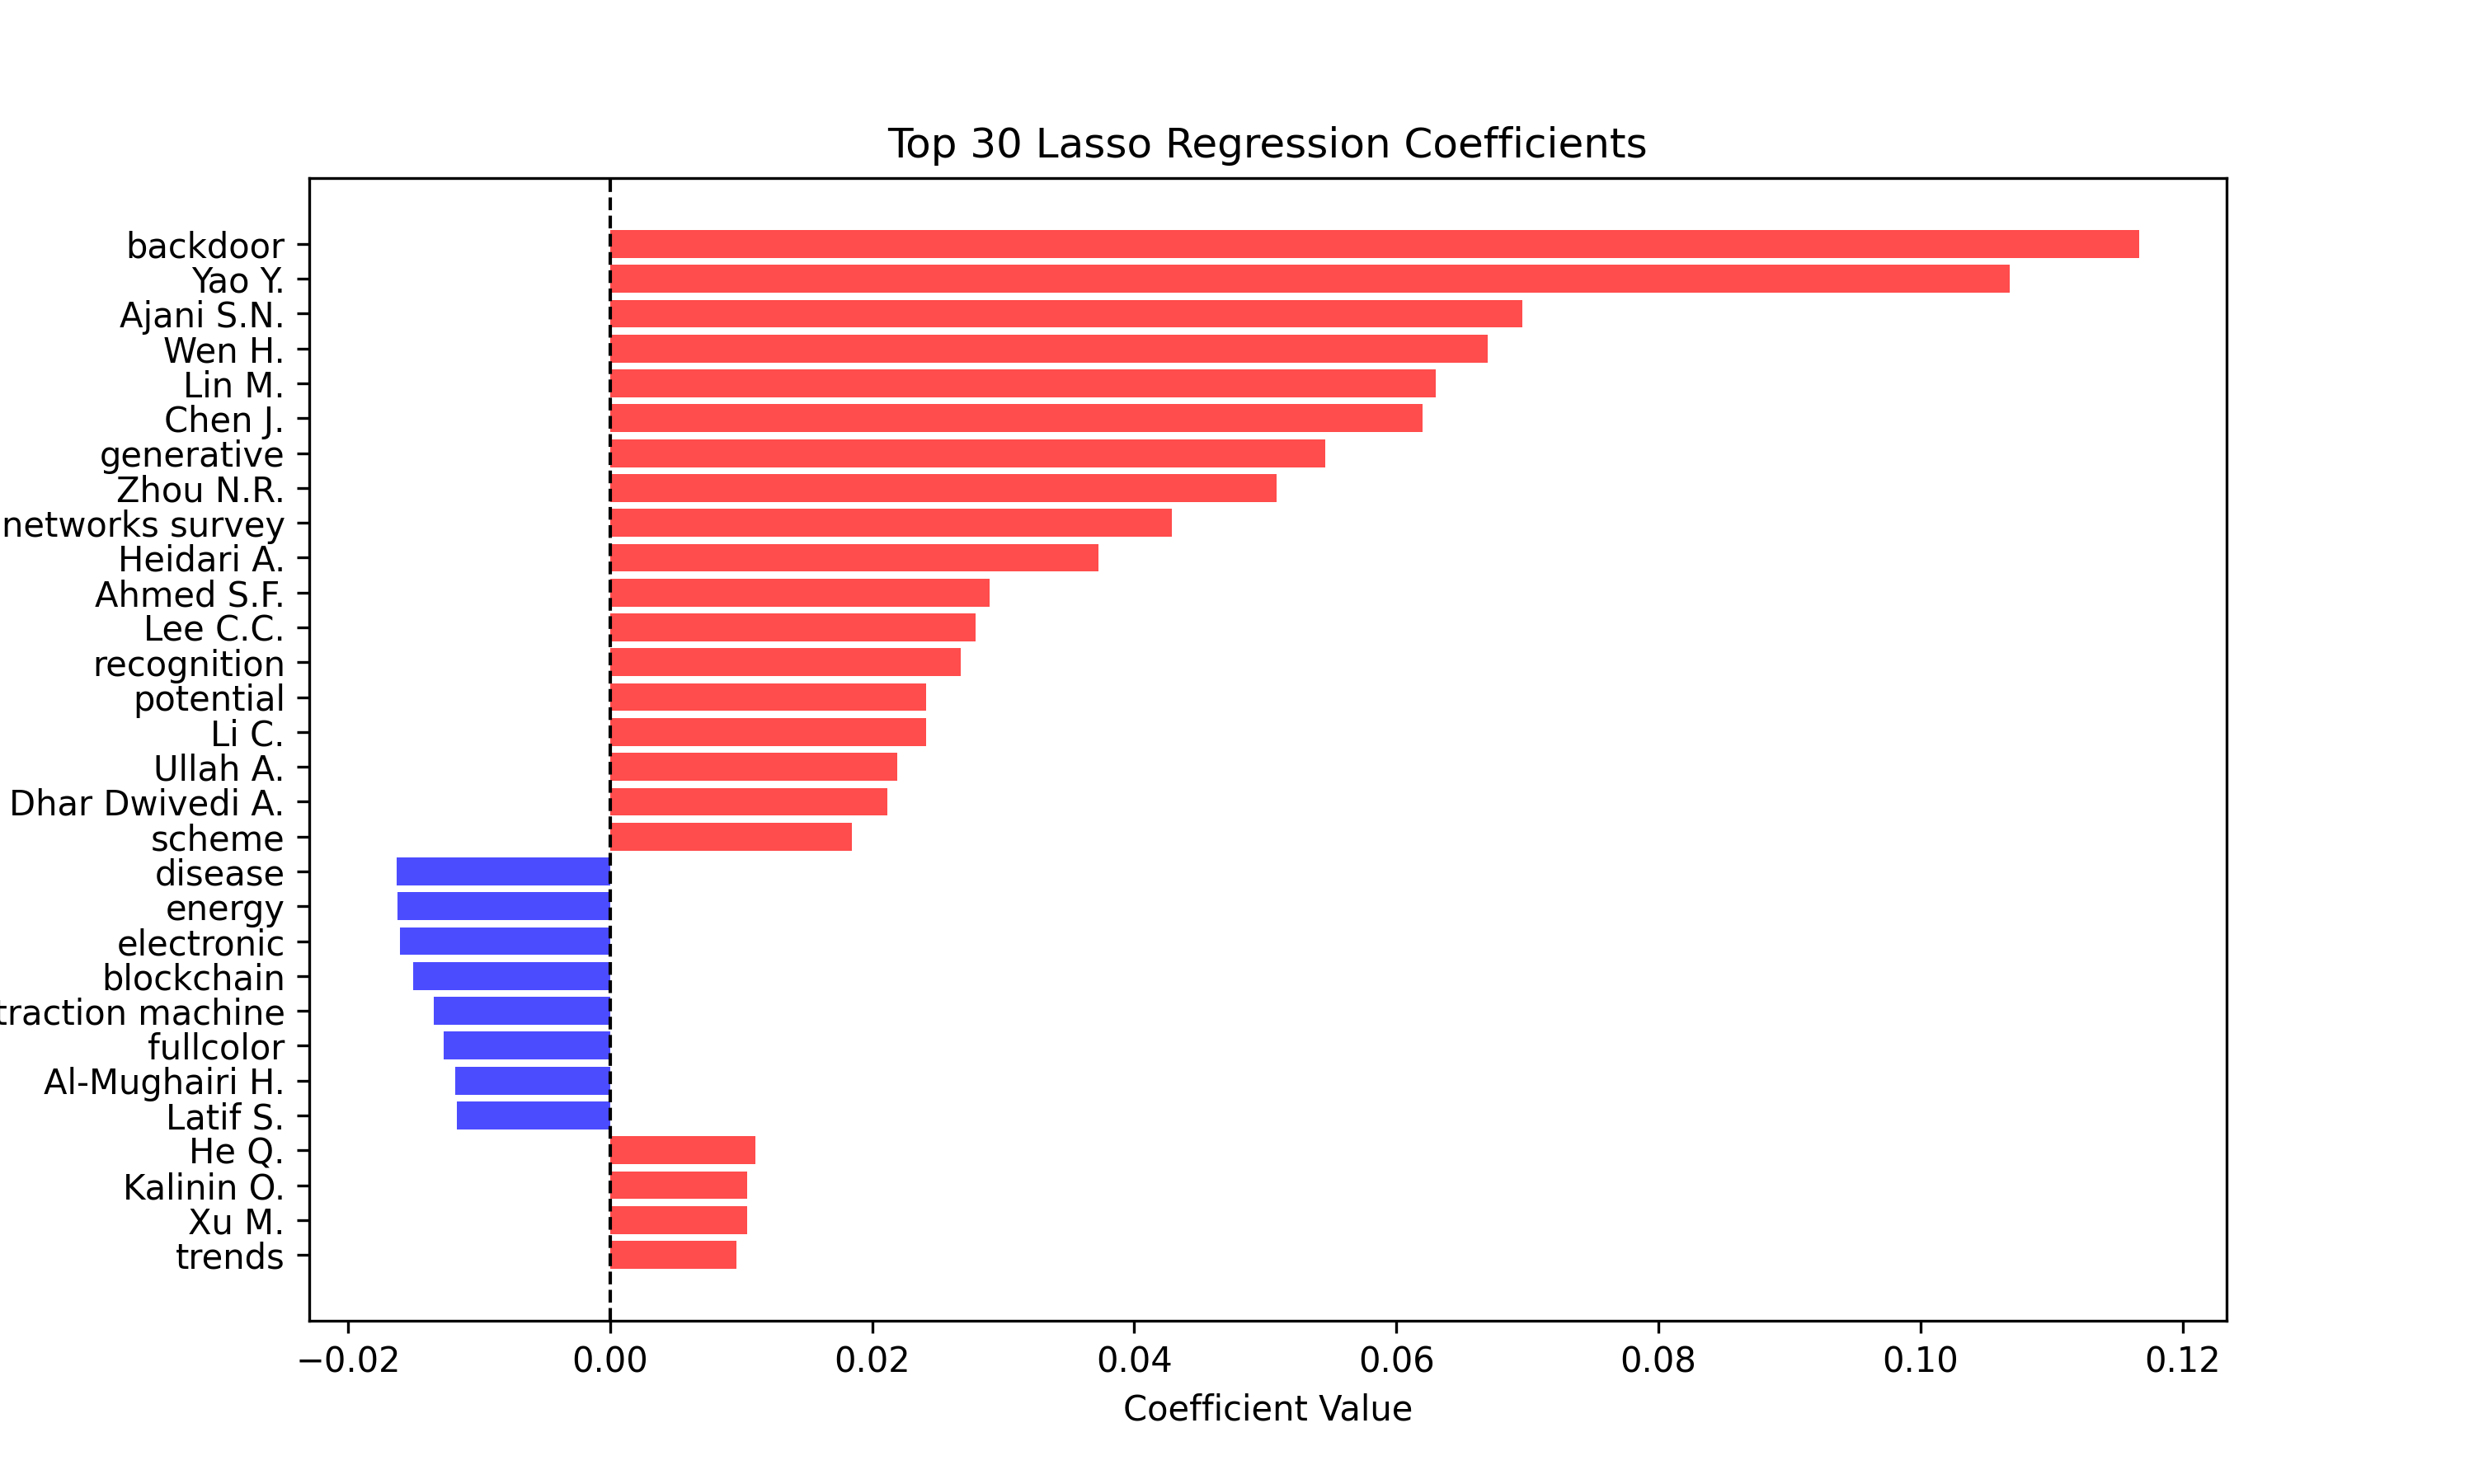 Top 30 Lasso Regression Coefficients
backdoor
Yao Y.
Ajani S.N.
Wen H.
Lin M.
Chen J.
generative
Zhou N.R.
networks survey
Heidari A.
Ahmed S.F.
Lee C.C.
recognition
potential
Li C.
Ullah A.
Dhar Dwivedi A.
scheme
disease
energy
electronic
blockchain
machine
fullcolor
Al-Mughairi H.
Latif S.
He Q.
Kalinin O.
Xu M.
trends
−0.02 0.00 0.02 0.04 0.06 0.08 0.10 0.12
Coefficient Value